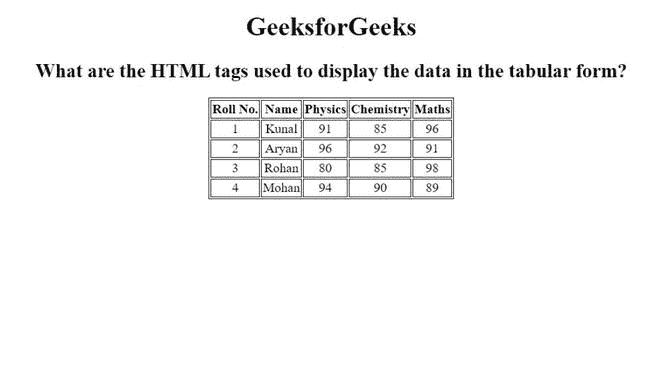 GeeksforGeeks
What are the HTML tags used to display the data in the tabular form?
Roll No. Name Physics Chemistry Maths
1 Kunal 91 85 96
2 Aryan 96 92 91
3 Rohan 80 85 98
4 Mohan 94 90 89